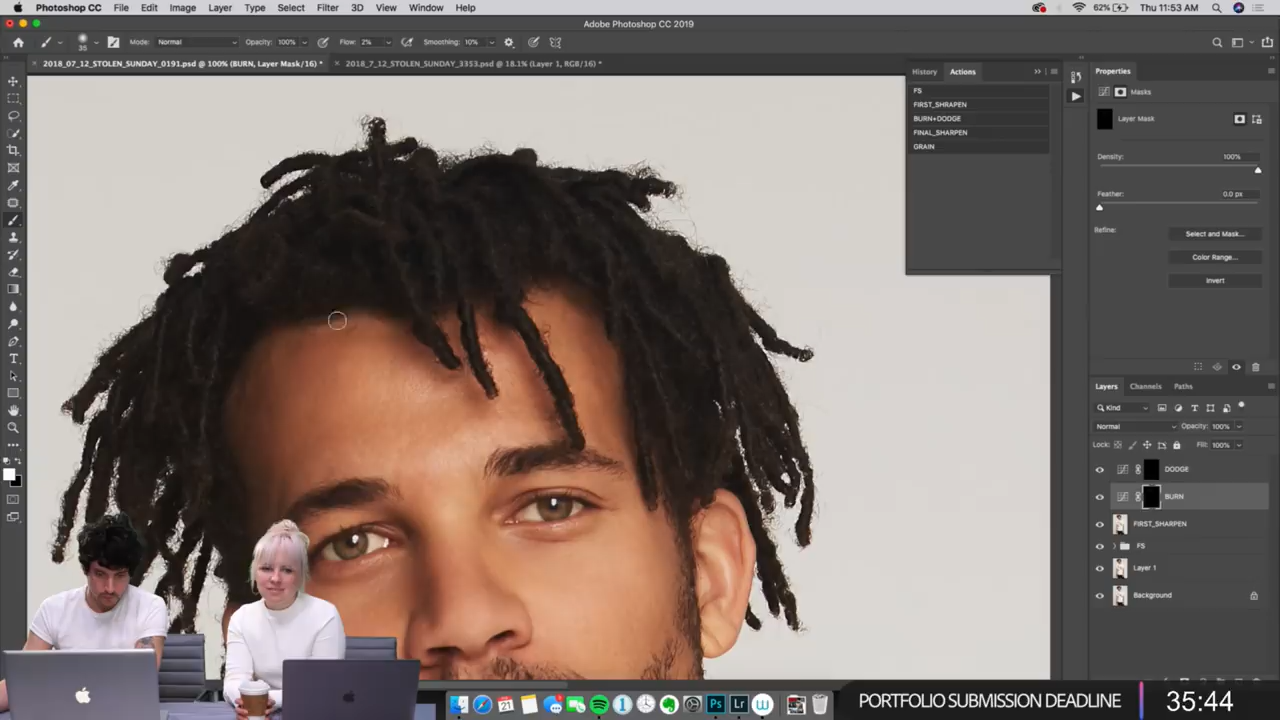 Photoshop CC File Edit Image Layer Type Select Filter 3D View Window Help 62% Thu 11:53 AM
Adobe Photoshop CC 2019
35 Mode: Normal Opacity: 100% Flow: 2% Smoothing: 10%
2018_07_12_STOLEN_SUNDAY_0191.psd @ 100% (BURN, Layer Mask/16) * 2018_7_12_STOLEN_SUNDAY_3353.psd @ 18.1% (Layer 1, RGB/16) *
History Actions
FS
FIRST_SHRAPEN
BURN+DODGE
FINAL_SHARPEN
GRAIN
Properties
Masks
Layer Mask
Density: 100%
Feather: 0.0 px
Refine: Select and Mask...
Color Range...
Invert
Layers Channels Paths
Kind
Normal Opacity: 100%
Lock: Fill: 100%
DODGE
BURN
FIRST_SHARPEN
FS
Layer 1
Background
PORTFOLIO SUBMISSION DEADLINE 35:44